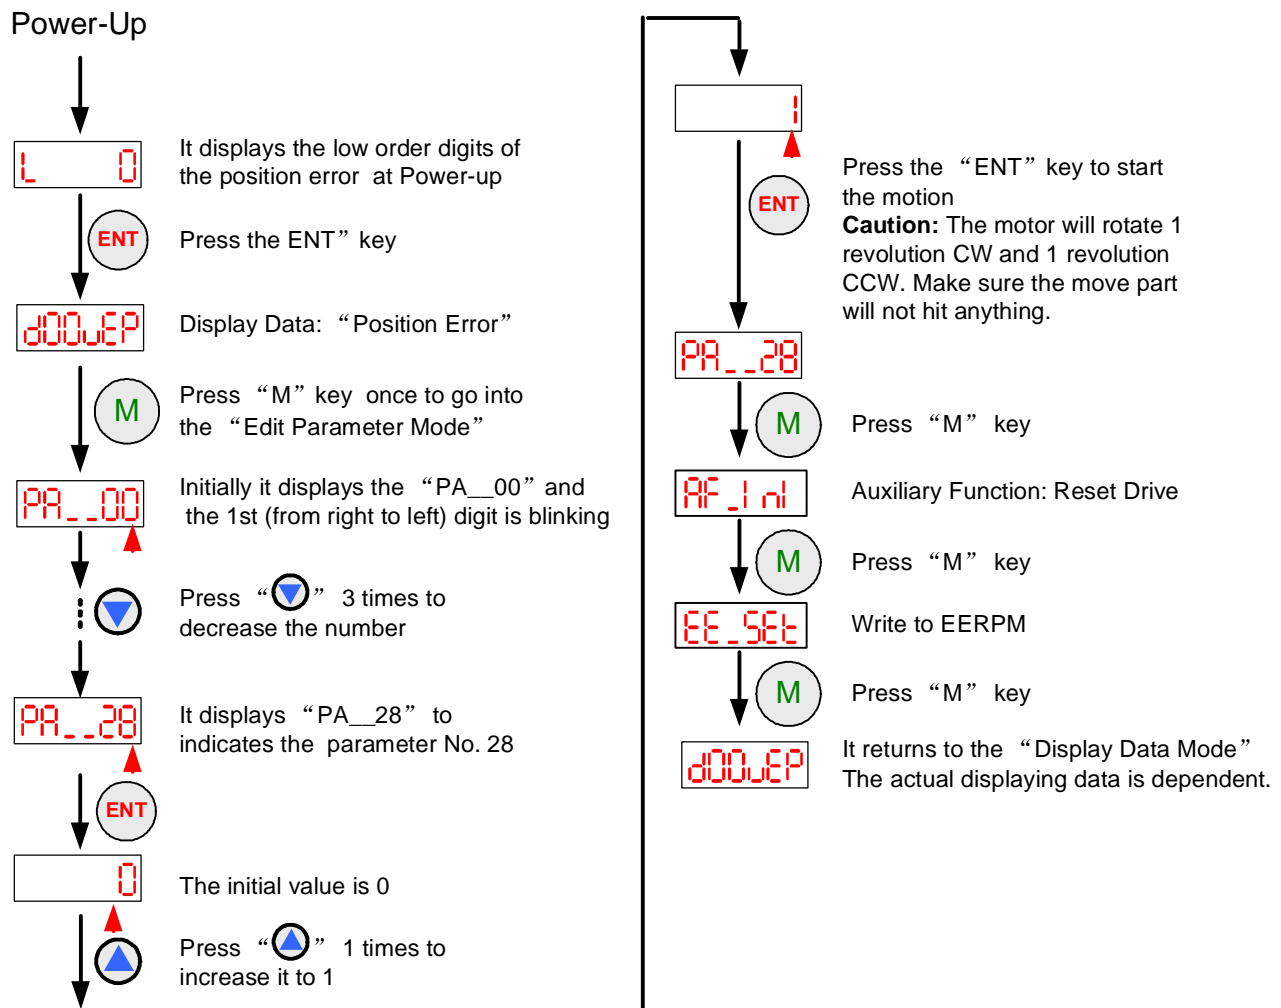 Power-Up
L 0
It displays the low order digits of
the position error at Power-up
ENT
Press the ENT” key
d00uEP
Display Data: “Position Error”
M
Press “M” key once to go into
the “Edit Parameter Mode”
PA__00
Initially it displays the “PA__00” and
the 1st (from right to left) digit is blinking
Press “▼” 3 times to
decrease the number
PA__28
It displays “PA__28” to
indicates the parameter No. 28
ENT
0
The initial value is 0
Press “▲” 1 times to
increase it to 1
1
ENT
Press the “ENT” key to start
the motion
Caution: The motor will rotate 1
revolution CW and 1 revolution
CCW. Make sure the move part
will not hit anything.
PA__28
M
Press “M” key
AF_InI
Auxiliary Function: Reset Drive
M
Press “M” key
EE_SEt
Write to EERPM
M
Press “M” key
d00uEP
It returns to the “Display Data Mode”
The actual displaying data is dependent.